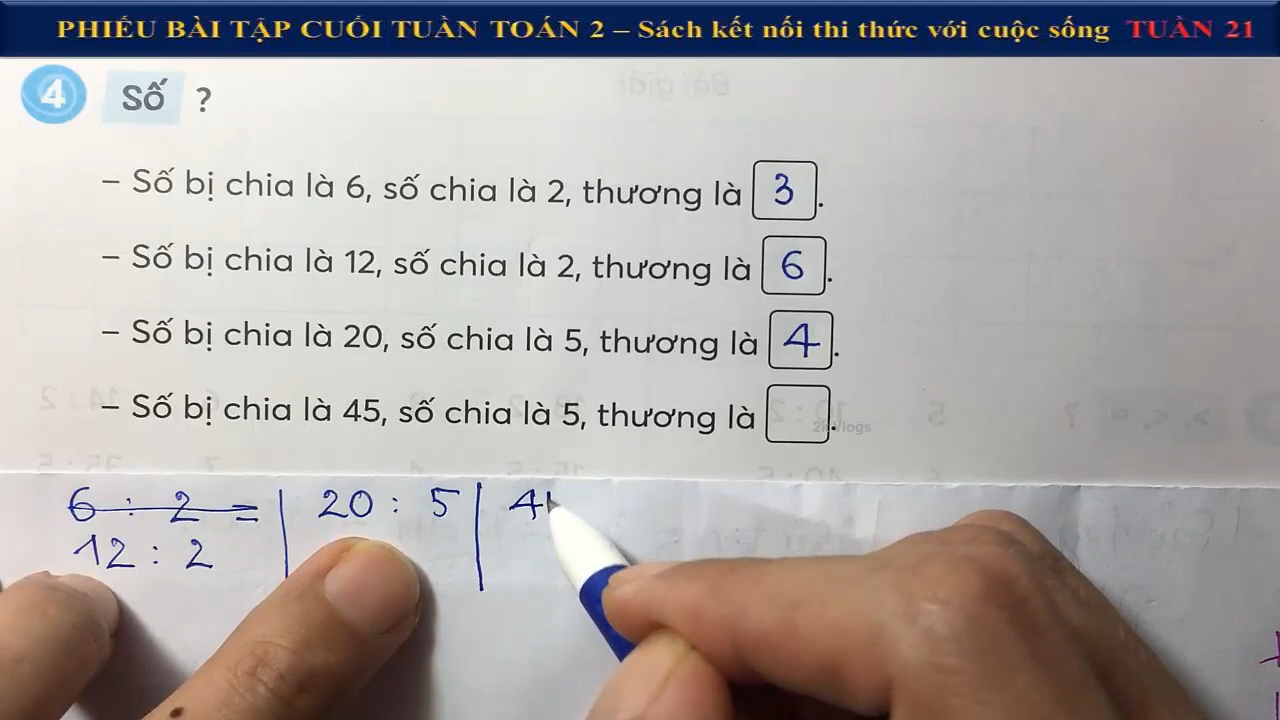 PHIẾU BÀI TẬP CUỐI TUẦN TOÁN 2 – Sách kết nối thi thức với cuộc sống TUẦN 21
4 Số ?
– Số bị chia là 6, số chia là 2, thương là 3.
– Số bị chia là 12, số chia là 2, thương là 6.
– Số bị chia là 20, số chia là 5, thương là 4.
– Số bị chia là 45, số chia là 5, thương là .
2k Vlogs
6 : 2 = | 20 : 5 | 4
12 : 2